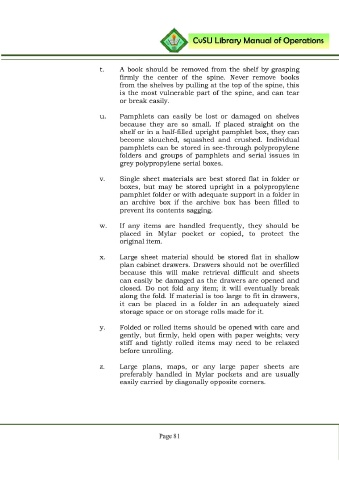 CvSU Library Manual of Operations
t. A book should be removed from the shelf by grasping
firmly the center of the spine. Never remove books
from the shelves by pulling at the top of the spine, this
is the most vulnerable part of the spine, and can tear
or break easily.
u. Pamphlets can easily be lost or damaged on shelves
because they are so small. If placed straight on the
shelf or in a half-filled upright pamphlet box, they can
become slouched, squashed and crushed. Individual
pamphlets can be stored in see-through polypropylene
folders and groups of pamphlets and serial issues in
grey polypropylene serial boxes.
v. Single sheet materials are best stored flat in folder or
boxes, but may be stored upright in a polypropylene
pamphlet folder or with adequate support in a folder in
an archive box if the archive box has been filled to
prevent its contents sagging.
w. If any items are handled frequently, they should be
placed in Mylar pocket or copied, to protect the
original item.
x. Large sheet material should be stored flat in shallow
plan cabinet drawers. Drawers should not be overfilled
because this will make retrieval difficult and sheets
can easily be damaged as the drawers are opened and
closed. Do not fold any item; it will eventually break
along the fold. If material is too large to fit in drawers,
it can be placed in a folder in an adequately sized
storage space or on storage rolls made for it.
y. Folded or rolled items should be opened with care and
gently, but firmly, held open with paper weights; very
stiff and tightly rolled items may need to be relaxed
before unrolling.
z. Large plans, maps, or any large paper sheets are
preferably handled in Mylar pockets and are usually
easily carried by diagonally opposite corners.
Page 81